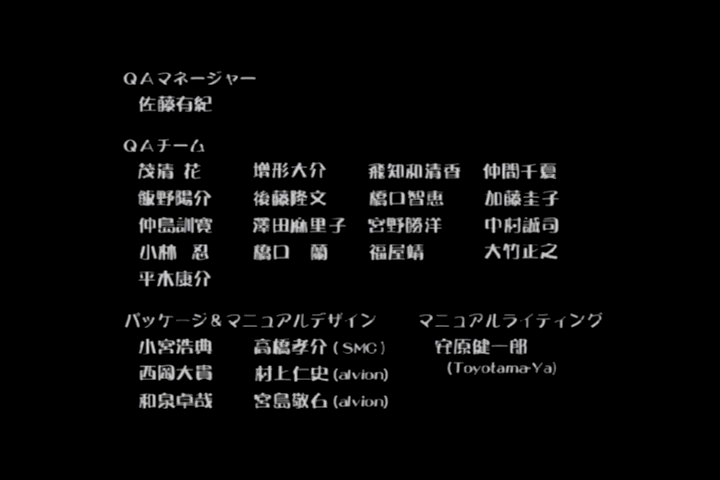 QAマネージャー
佐藤有紀
QAチーム
茂清 花 増形大介 飛知和清香 仲間千夏
飯野陽介 後藤隆文 橋口智恵 加藤圭子
仲島訓寛 澤田麻里子 宮野勝洋 中村誠司
小林 忍 橋口 蘭 福屋靖 大竹正之
平木康介
パッケージ&マニュアルデザイン マニュアルライティング
小宮浩典 高橋孝介(SMC) 安原健一郎
西岡大貴 村上仁史(alvion) (Toyotama-Ya)
和泉卓哉 宮島敬石(alvion)